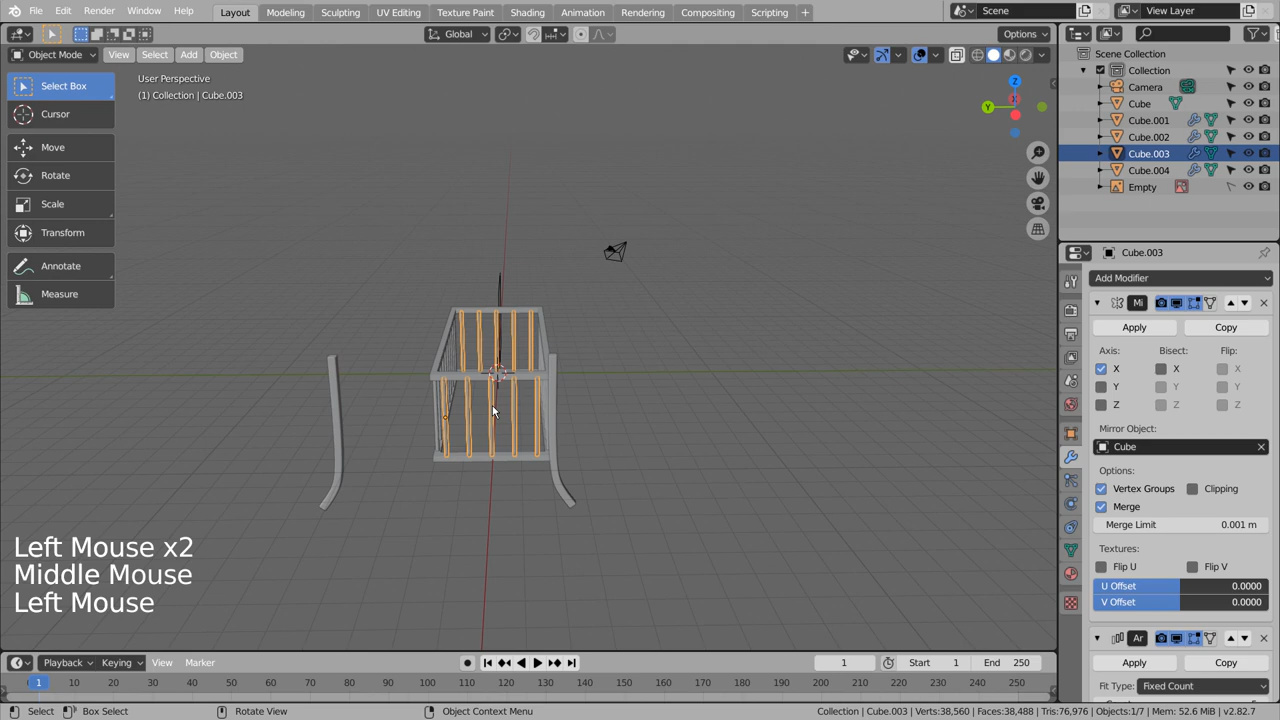 File Edit Render Window Help Layout Modeling Sculpting UV Editing Texture Paint Shading Animation Rendering Compositing Scripting + Scene View Layer
Global Options
Object Mode View Select Add Object
User Perspective
(1) Collection | Cube.003
Select Box
Cursor
Move
Rotate
Scale
Transform
Annotate
Measure
Z
X
Y
Scene Collection
Collection
Camera
Cube
Cube.001
Cube.002
Cube.003
Cube.004
Empty
Cube.003
Add Modifier
Mi
Apply Copy
Axis: Bisect: Flip:
X X X
Y Y Y
Z Z Z
Mirror Object:
Cube
Options:
Vertex Groups Clipping
Merge
Merge Limit 0.001 m
Textures:
Flip U Flip V
U Offset 0.0000
V Offset 0.0000
Ar
Apply Copy
Fit Type: Fixed Count
Left Mouse x2
Middle Mouse
Left Mouse
Playback Keying View Marker 1 Start 1 End 250
1 10 20 30 40 50 60 70 80 90 100 110 120 130 140 150 160 170 180 190 200 210 220 230 240 250
Select Box Select Rotate View Object Context Menu Collection | Cube.003 | Verts:38,560 | Faces:38,488 | Tris:76,976 | Objects:1/7 | Mem: 52.6 MiB | v2.82.7